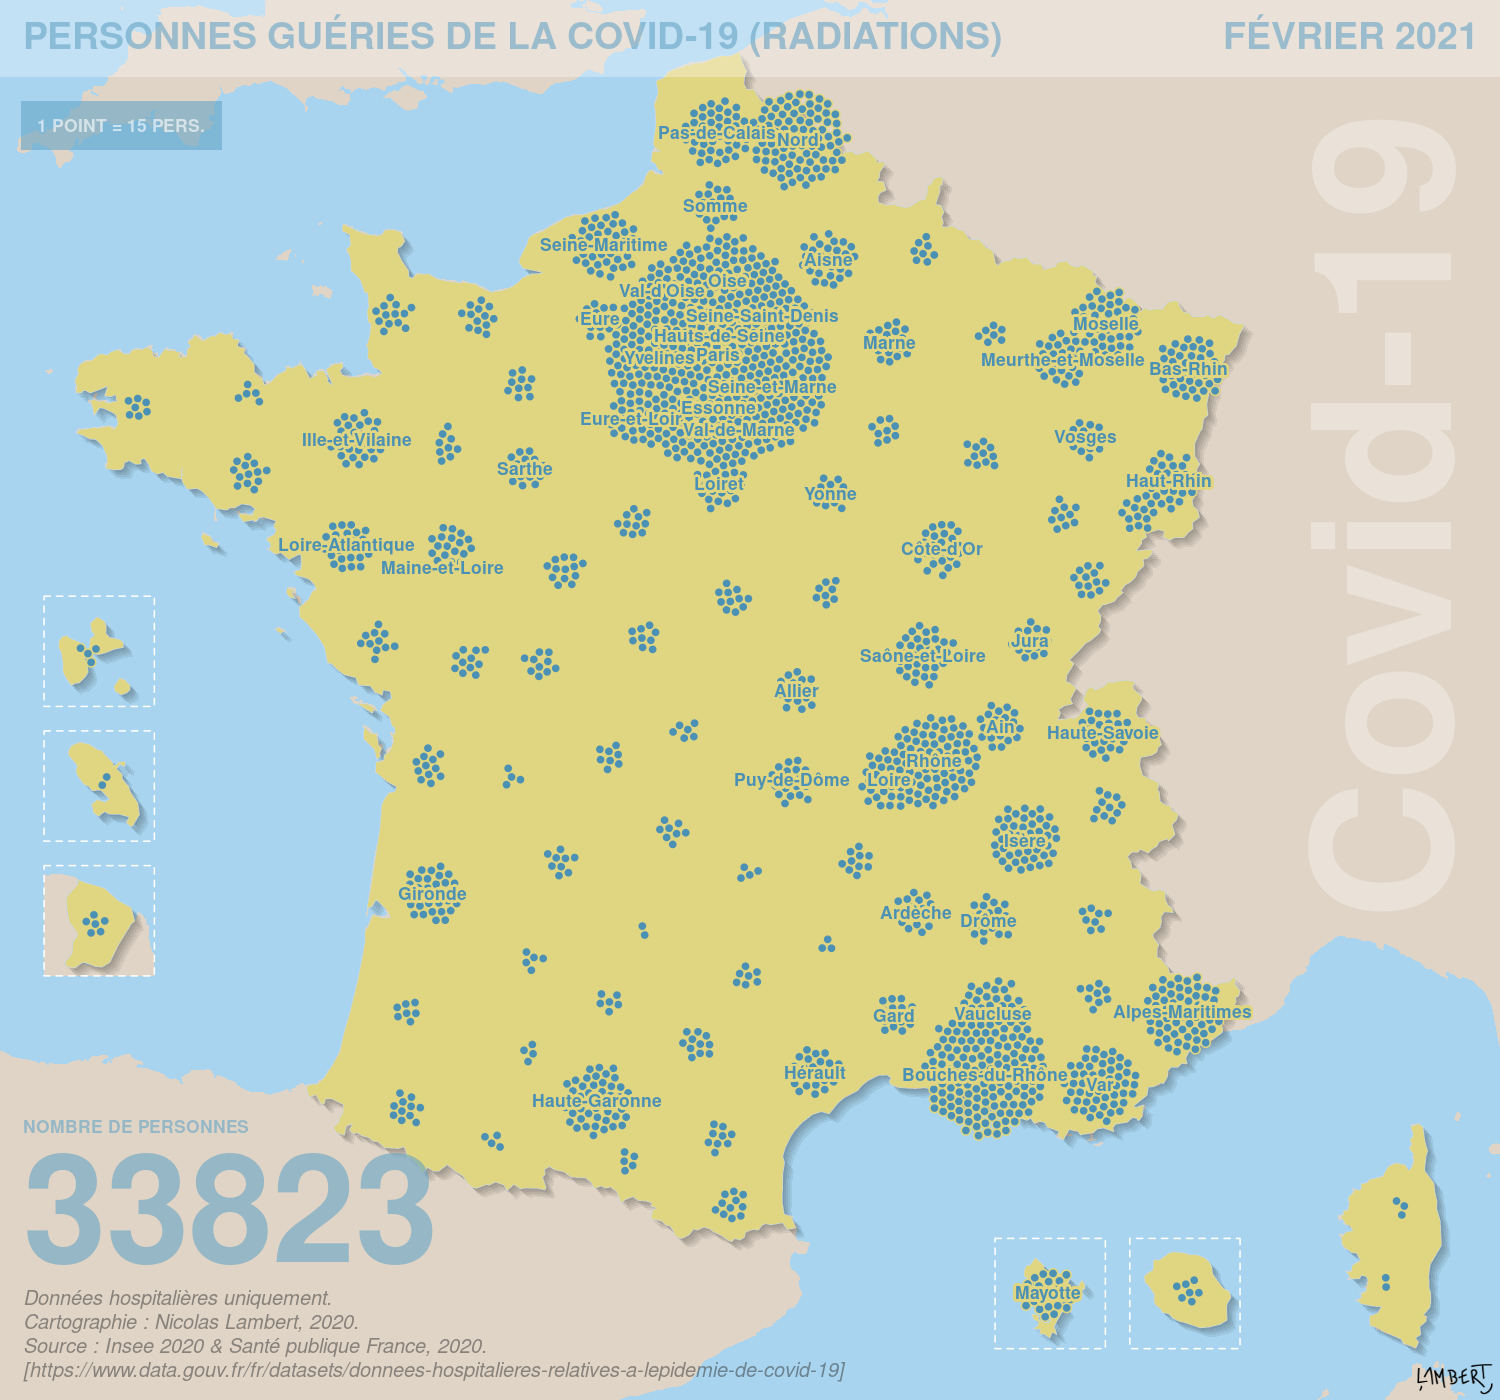 PERSONNES GUÉRIES DE LA COVID-19 (RADIATIONS)
FÉVRIER 2021
1 POINT = 15 PERS.
Covid-19
Pas-de-Calais
Nord
Somme
Seine-Maritime
Aisne
Oise
Val-d'Oise
Eure
Seine-Saint-Denis
Hauts-de-Seine
Yvelines
Paris
Seine-et-Marne
Essonne
Eure-et-Loir
Val-de-Marne
Marne
Moselle
Meurthe-et-Moselle
Bas-Rhin
Ille-et-Vilaine
Vosges
Sarthe
Loiret
Yonne
Haut-Rhin
Loire-Atlantique
Maine-et-Loire
Côte-d'Or
Saône-et-Loire
Jura
Allier
Ain
Haute-Savoie
Rhône
Loire
Puy-de-Dôme
Isère
Gironde
Ardèche
Drôme
Gard
Vaucluse
Alpes-Maritimes
Hérault
Bouches-du-Rhône
Var
Haute-Garonne
Mayotte
NOMBRE DE PERSONNES
33823
Données hospitalières uniquement.
Cartographie : Nicolas Lambert, 2020.
Source : Insee 2020 & Santé publique France, 2020.
[https://www.data.gouv.fr/fr/datasets/donnees-hospitalieres-relatives-a-lepidemie-de-covid-19]
LAMBERT